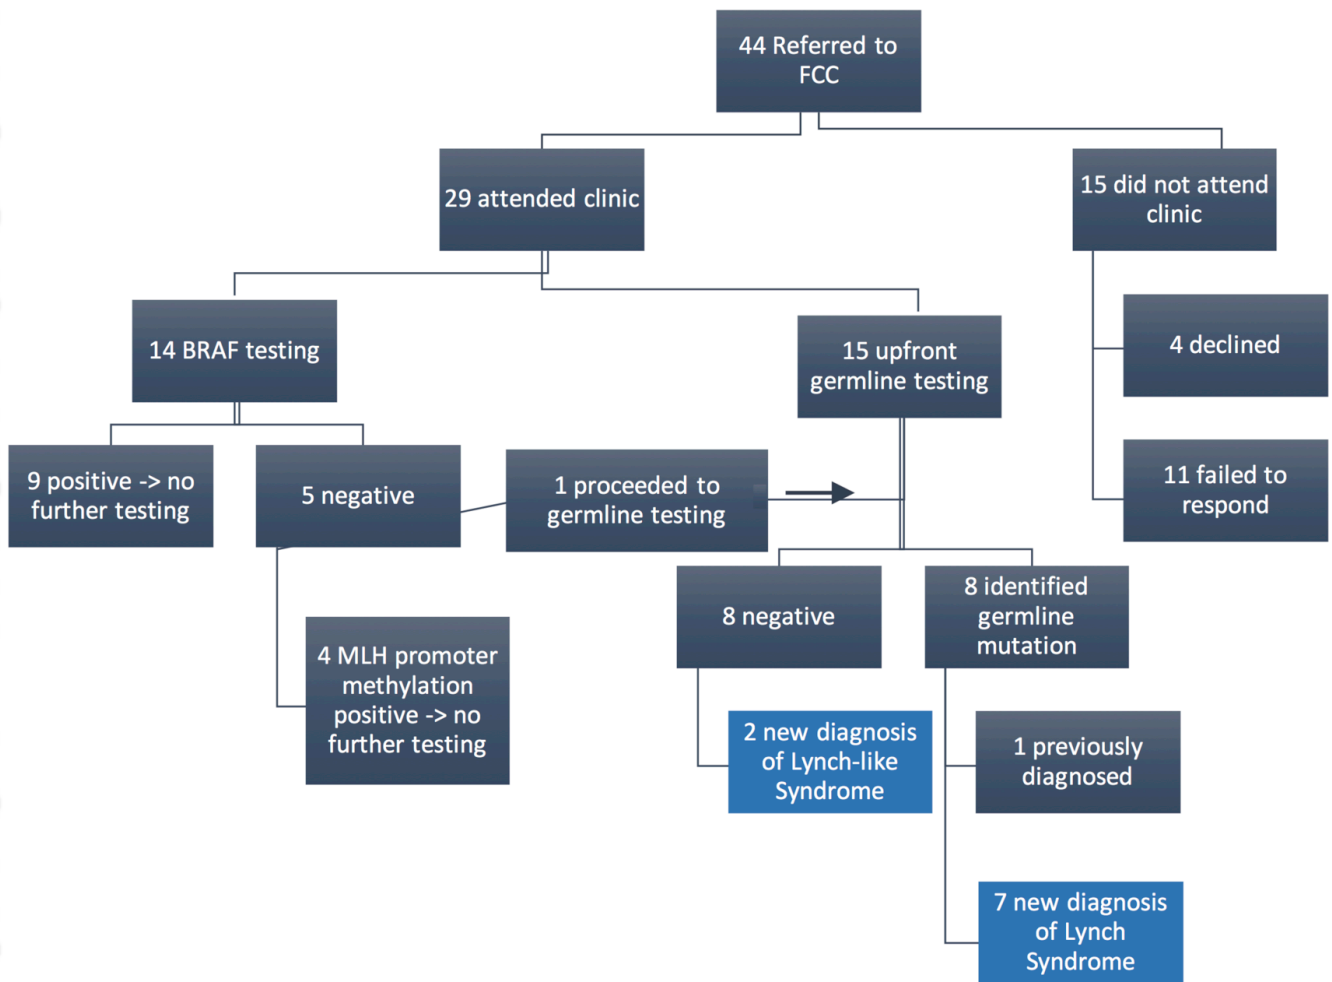 44 Referred to
FCC
29 attended clinic
15 did not attend
clinic
14 BRAF testing
15 upfront
germline testing
4 declined
9 positive -> no
further testing
5 negative
1 proceeded to
germline testing
11 failed to
respond
8 negative
8 identified
germline
mutation
4 MLH promoter
methylation
positive -> no
further testing
2 new diagnosis
of Lynch-like
Syndrome
1 previously
diagnosed
7 new diagnosis
of Lynch
Syndrome